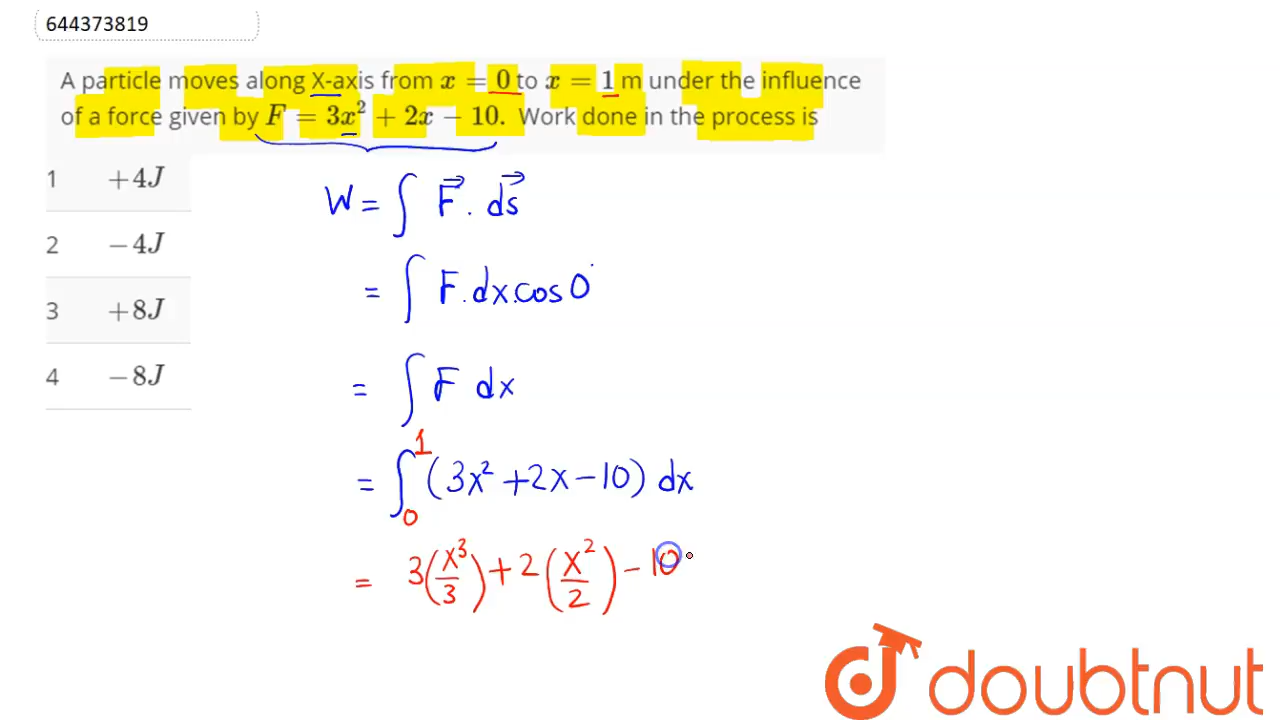 644373819
A particle moves along X-axis from x = 0 to x = 1 m under the influence
of a force given by F = 3x² + 2x − 10. Work done in the process is
1 +4J
2 −4J
3 +8J
4 −8J
W = ∫ F⃗ . ds⃗
= ∫ F.dx.cos0˙
= ∫ F dx
= ∫₀¹ (3x² + 2x − 10) dx
= 3(x³/3) + 2(x²/2) − 10
doubtnut